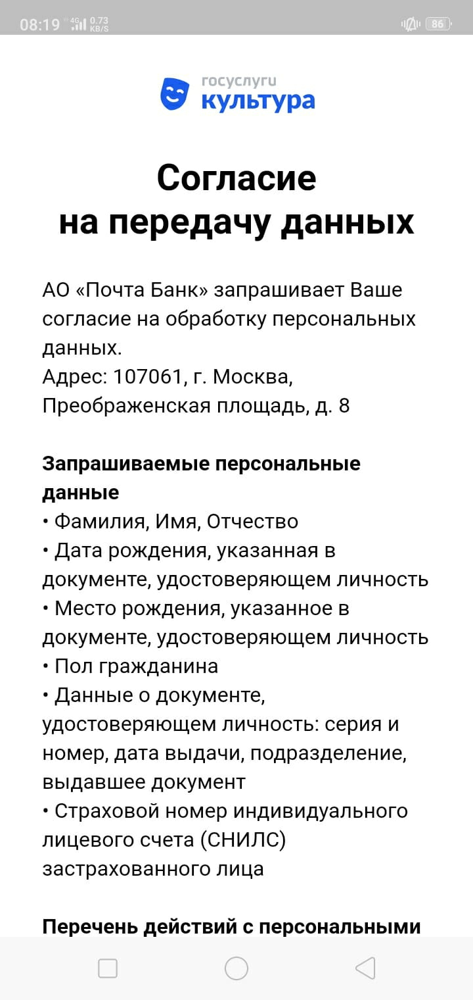 08:19 4G 0.73 KB/S 86
госуслуги
культура
Согласие
на передачу данных
АО «Почта Банк» запрашивает Ваше
согласие на обработку персональных
данных.
Адрес: 107061, г. Москва,
Преображенская площадь, д. 8
Запрашиваемые персональные
данные
• Фамилия, Имя, Отчество
• Дата рождения, указанная в
документе, удостоверяющем личность
• Место рождения, указанное в
документе, удостоверяющем личность
• Пол гражданина
• Данные о документе,
удостоверяющем личность: серия и
номер, дата выдачи, подразделение,
выдавшее документ
• Страховой номер индивидуального
лицевого счета (СНИЛС)
застрахованного лица
Перечень действий с персональными